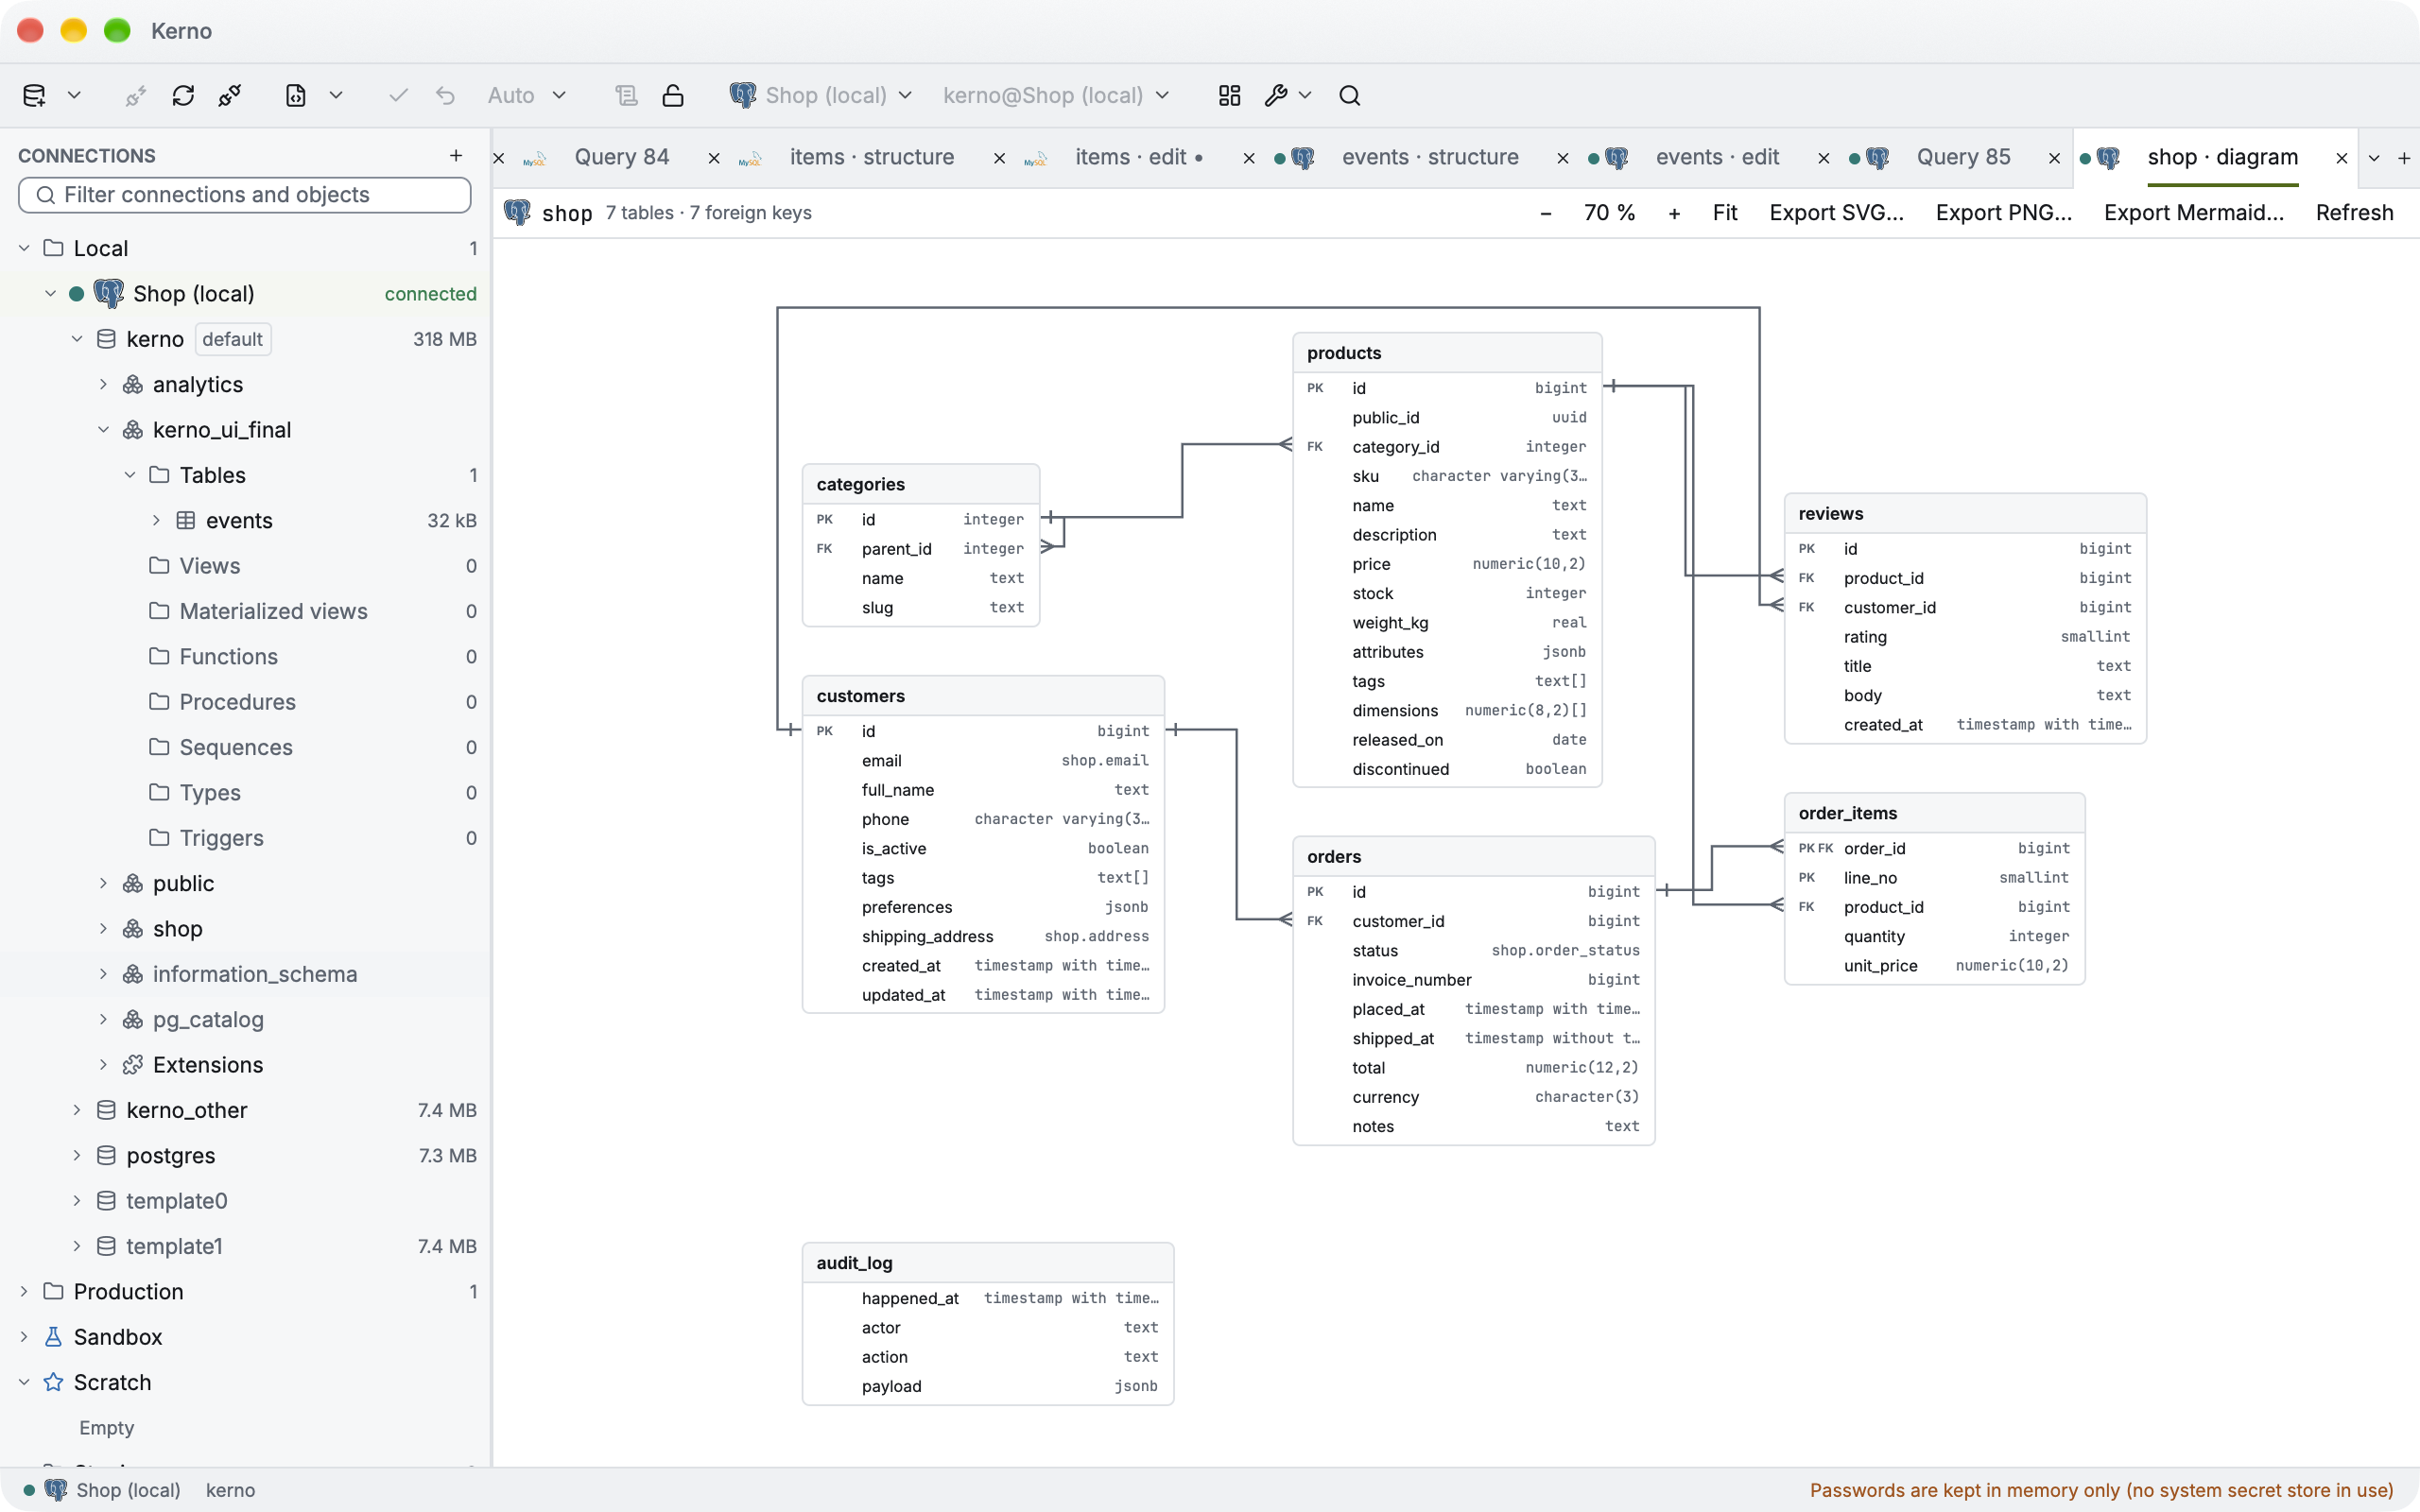 Kerno
Auto
Shop (local)
kerno@Shop (local)
CONNECTIONS
Filter connections and objects
Local 1
Shop (local) connected
kerno default 318 MB
analytics
kerno_ui_final
Tables 1
events 32 kB
Views 0
Materialized views 0
Functions 0
Procedures 0
Sequences 0
Types 0
Triggers 0
public
shop
information_schema
pg_catalog
Extensions
kerno_other 7.4 MB
postgres 7.3 MB
template0
template1 7.4 MB
Production 1
Sandbox
Scratch
Empty
MySQL Query 84
MySQL items · structure
MySQL items · edit •
events · structure
events · edit
Query 85
shop · diagram
shop 7 tables · 7 foreign keys
− 70 % + Fit Export SVG... Export PNG... Export Mermaid... Refresh
categories
PK id integer
FK parent_id integer
name text
slug text
customers
PK id bigint
email shop.email
full_name text
phone character varying(3…
is_active boolean
tags text[]
preferences jsonb
shipping_address shop.address
created_at timestamp with time…
updated_at timestamp with time…
audit_log
happened_at timestamp with time…
actor text
action text
payload jsonb
products
PK id bigint
public_id uuid
FK category_id integer
sku character varying(3…
name text
description text
price numeric(10,2)
stock integer
weight_kg real
attributes jsonb
tags text[]
dimensions numeric(8,2)[]
released_on date
discontinued boolean
orders
PK id bigint
FK customer_id bigint
status shop.order_status
invoice_number bigint
placed_at timestamp with time…
shipped_at timestamp without t…
total numeric(12,2)
currency character(3)
notes text
reviews
PK id bigint
FK product_id bigint
FK customer_id bigint
rating smallint
title text
body text
created_at timestamp with time…
order_items
PK FK order_id bigint
PK line_no smallint
FK product_id bigint
quantity integer
unit_price numeric(10,2)
Shop (local) kerno
Passwords are kept in memory only (no system secret store in use)